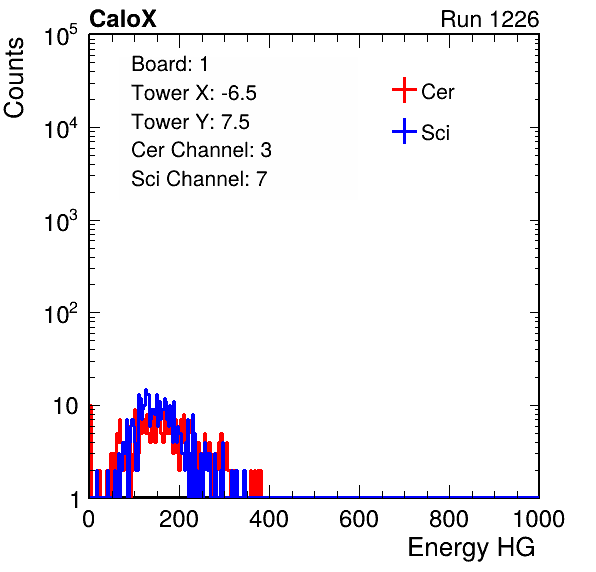 CaloX Run 1226
Counts
10^5
10^4
10^3
10^2
10
1
Board: 1
Tower X: -6.5
Tower Y: 7.5
Cer Channel: 3
Sci Channel: 7
Cer
Sci
0 200 400 600 800 1000
Energy HG